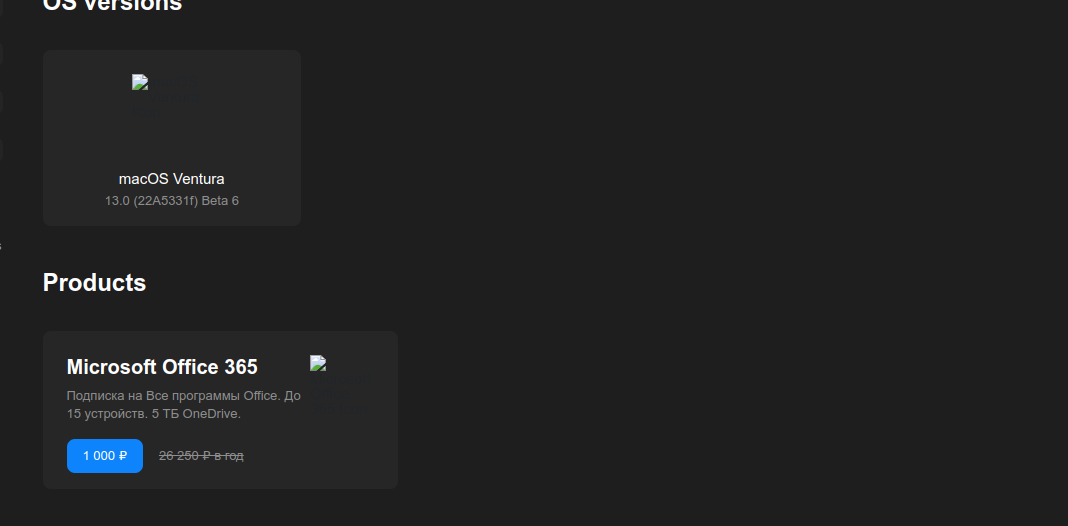 OS versions
macOS Ventura
13.0 (22A5331f) Beta 6
Products
Microsoft Office 365
Подписка на Все программы Office. До
15 устройств. 5 ТБ OneDrive.
1 000 ₽ 26 250 ₽ в год